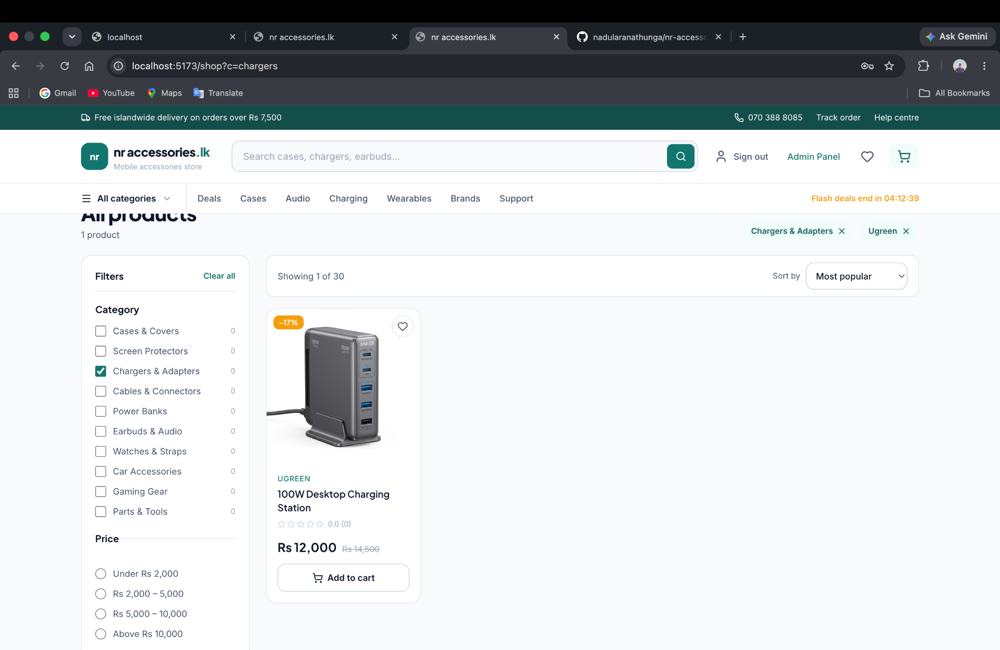 localhost
nr accessories.lk
nr accessories.lk
nadularanathunga/nr-access
Ask Gemini
localhost:5173/shop?c=chargers
Gmail
YouTube
Maps
Translate
All Bookmarks
Free islandwide delivery on orders over Rs 7,500
070 388 8085
Track order
Help centre
nr
nr accessories.lk
Mobile accessories store
Search cases, chargers, earbuds...
Sign out
Admin Panel
All categories
Deals
Cases
Audio
Charging
Wearables
Brands
Support
Flash deals end in 04:12:39
All products
1 product
Chargers & Adapters
Ugreen
Filters
Clear all
Category
Cases & Covers 0
Screen Protectors 0
Chargers & Adapters 0
Cables & Connectors 0
Power Banks 0
Earbuds & Audio 0
Watches & Straps 0
Car Accessories 0
Gaming Gear 0
Parts & Tools 0
Price
Under Rs 2,000
Rs 2,000 – 5,000
Rs 5,000 – 10,000
Above Rs 10,000
Showing 1 of 30
Sort by
Most popular
-17%
100W
100W
ANKER
UGREEN
100W Desktop Charging
Station
0.0 (0)
Rs 12,000 Rs 14,500
Add to cart